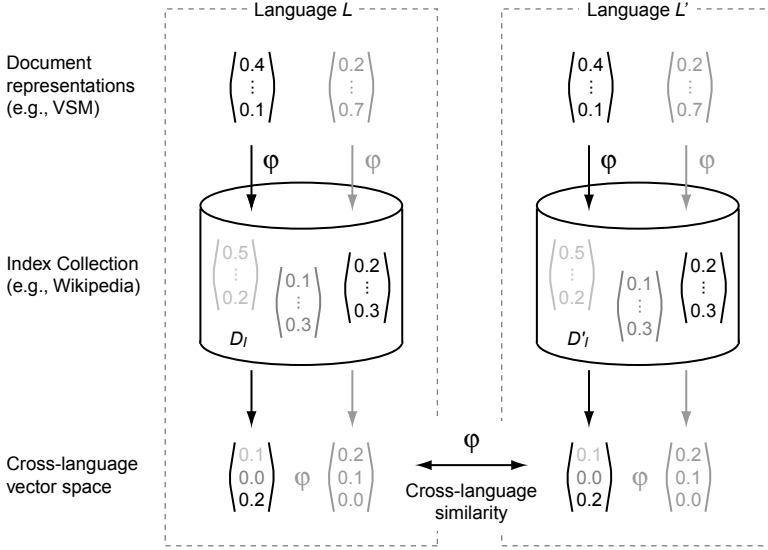 Language L
Language L'
Document
representations
(e.g., VSM)
0.4
⋮
0.1
0.2
⋮
0.7
0.4
⋮
0.1
0.2
⋮
0.7
φ
φ
φ
φ
Index Collection
(e.g., Wikipedia)
0.5
⋮
0.2
0.1
⋮
0.3
0.2
⋮
0.3
D_I
0.5
⋮
0.2
0.1
⋮
0.3
0.2
⋮
0.3
D'_I
Cross-language
vector space
0.1
0.0
0.2
φ
0.2
0.1
0.0
φ
Cross-language
similarity
0.1
0.0
0.2
φ
0.2
0.1
0.0